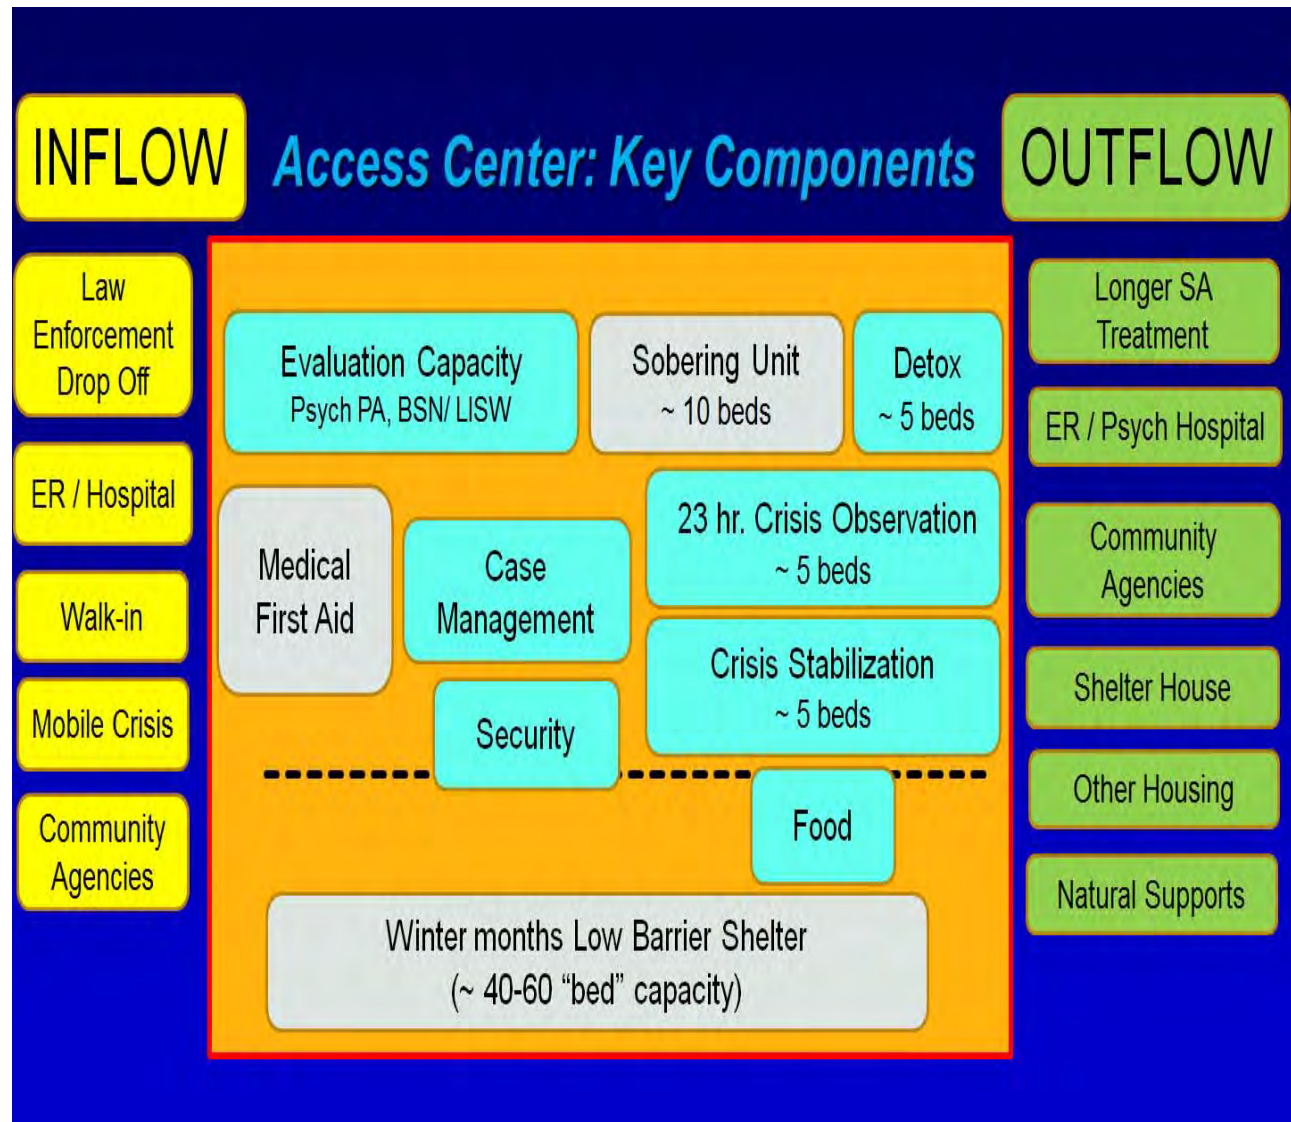 INFLOW
Access Center: Key Components
OUTFLOW
Law
Enforcement
Drop Off
ER / Hospital
Walk-in
Mobile Crisis
Community
Agencies
Evaluation Capacity
Psych PA, BSN/ LISW
Sobering Unit
~ 10 beds
Detox
~ 5 beds
Medical
First Aid
Case
Management
23 hr. Crisis Observation
~ 5 beds
Crisis Stabilization
~ 5 beds
Security
Food
Winter months Low Barrier Shelter
(~ 40-60 “bed” capacity)
Longer SA
Treatment
ER / Psych Hospital
Community
Agencies
Shelter House
Other Housing
Natural Supports